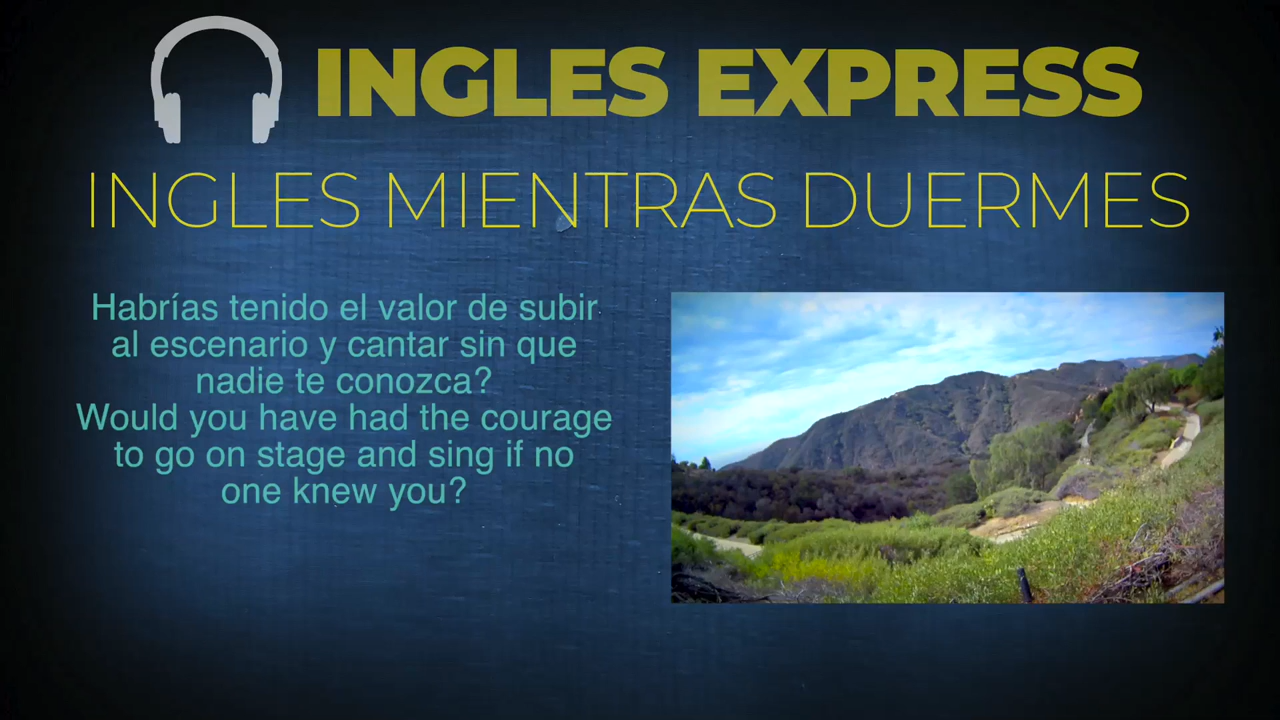 INGLES EXPRESS
INGLES MIENTRAS DUERMES
Habrías tenido el valor de subir
al escenario y cantar sin que
nadie te conozca?
Would you have had the courage
to go on stage and sing if no
one knew you?